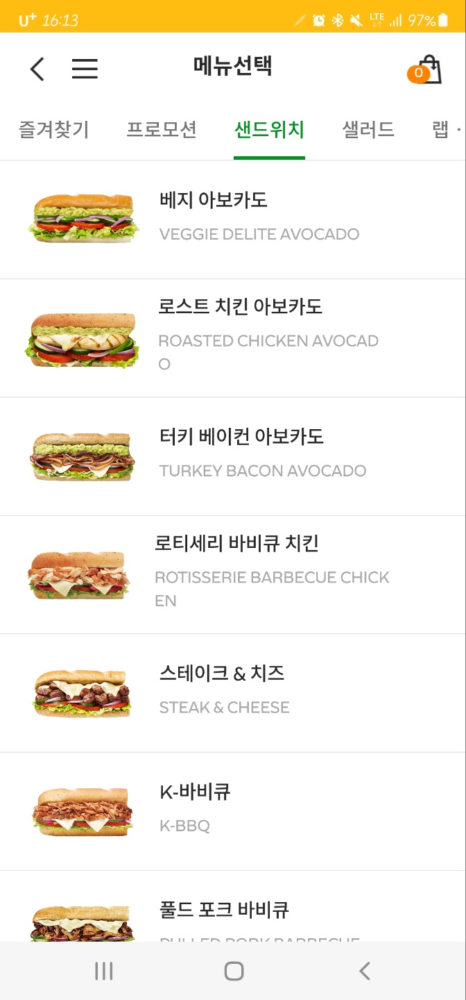 U+ 16:13 LTE 97%
메뉴선택
0
즐겨찾기 프로모션 샌드위치 샐러드 랩 ·
베지 아보카도
VEGGIE DELITE AVOCADO
로스트 치킨 아보카도
ROASTED CHICKEN AVOCAD
O
터키 베이컨 아보카도
TURKEY BACON AVOCADO
로티세리 바비큐 치킨
ROTISSERIE BARBECUE CHICK
EN
스테이크 & 치즈
STEAK & CHEESE
K-바비큐
K-BBQ
풀드 포크 바비큐
PULLED PORK BARBECUE